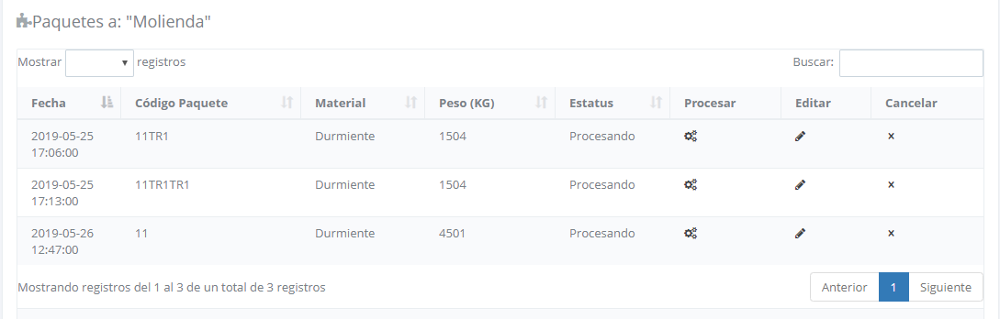 Paquetes a: "Molienda"
Mostrar registros Buscar:
Fecha Código Paquete Material Peso (KG) Estatus Procesar Editar Cancelar
2019-05-25 11TR1 Durmiente 1504 Procesando
17:06:00
2019-05-25 11TR1TR1 Durmiente 1504 Procesando
17:13:00
2019-05-26 11 Durmiente 4501 Procesando
12:47:00
Mostrando registros del 1 al 3 de un total de 3 registros Anterior 1 Siguiente